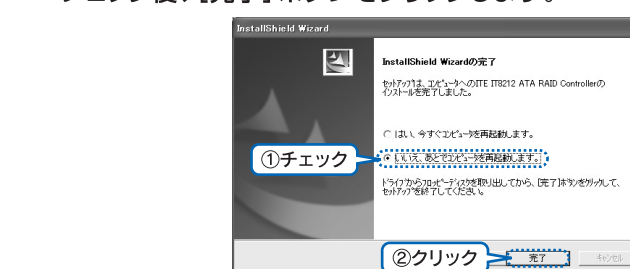 InstallShield Wizard
InstallShield Wizardの完了
セットアップは、コンピュータへのITE IT8212 ATA RAID Controllerの
インストールを完了しました。
はい、今すぐコンピュータを再起動します。
①チェック
いいえ、あとでコンピュータを再起動します。
ドライブからフロッピーディスクを取り出してから、[完了]ボタンをクリックして、
セットアップを終了してください。
②クリック
完了
キャンセル